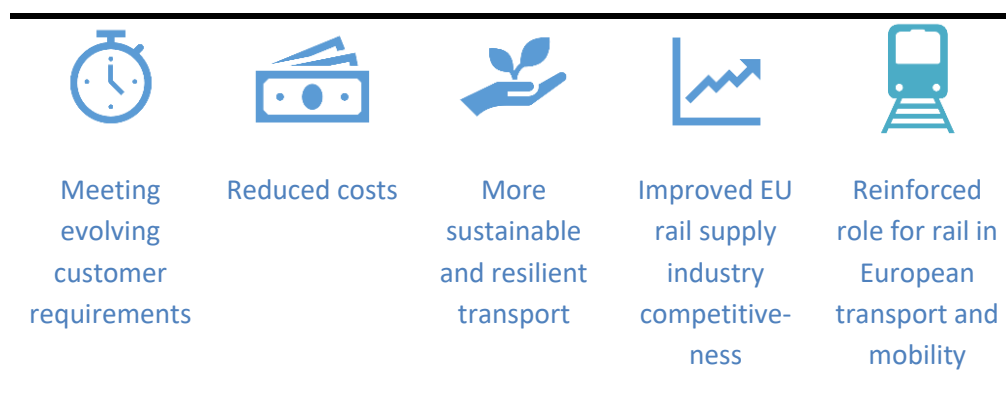 Meeting
evolving
customer
requirements
Reduced costs
More
sustainable
and resilient
transport
Improved EU
rail supply
industry
competitive-
ness
Reinforced
role for rail in
European
transport and
mobility